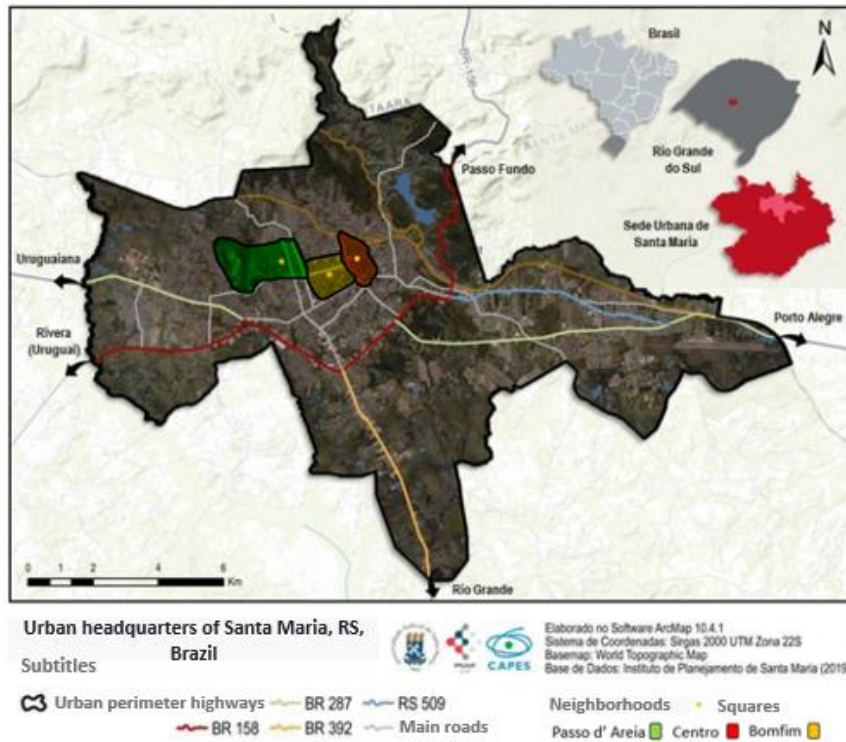 N
Brasil
BR-158
TAARA
Passo Fundo
Rio Grande
do Sul
Sede Urbana de
Santa Maria
Uruguaiana
Rivera
(Uruguai)
Porto Alegre
0 1 2 4 6
Km
Rio Grande
Urban headquarters of Santa Maria, RS,
Brazil
Subtitles
CAPES
Elaborado no Software ArcMap 10.4.1
Sistema de Coordenadas: Sirgas 2000 UTM Zona 22S
Basemap: World Topographic Map
Base de Dados: Instituto de Planejamento de Santa Maria (2019
Urban perimeter highways BR 287 RS 509 Neighborhoods Squares
BR 158 BR 392 Main roads Passo d' Areia Centro Bomfim